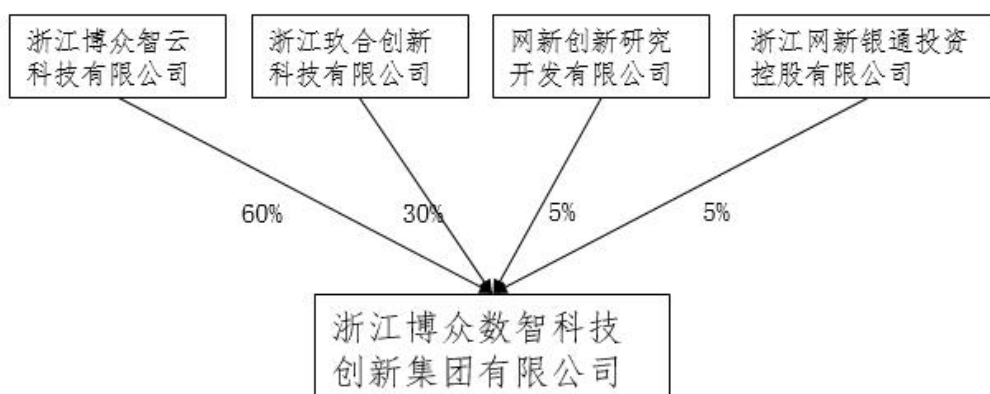 浙江博众智云
科技有限公司
浙江玖合创新
科技有限公司
网新创新研究
开发有限公司
浙江网新银通投资
控股有限公司
60%
30%
5%
5%
浙江博众数智科技
创新集团有限公司